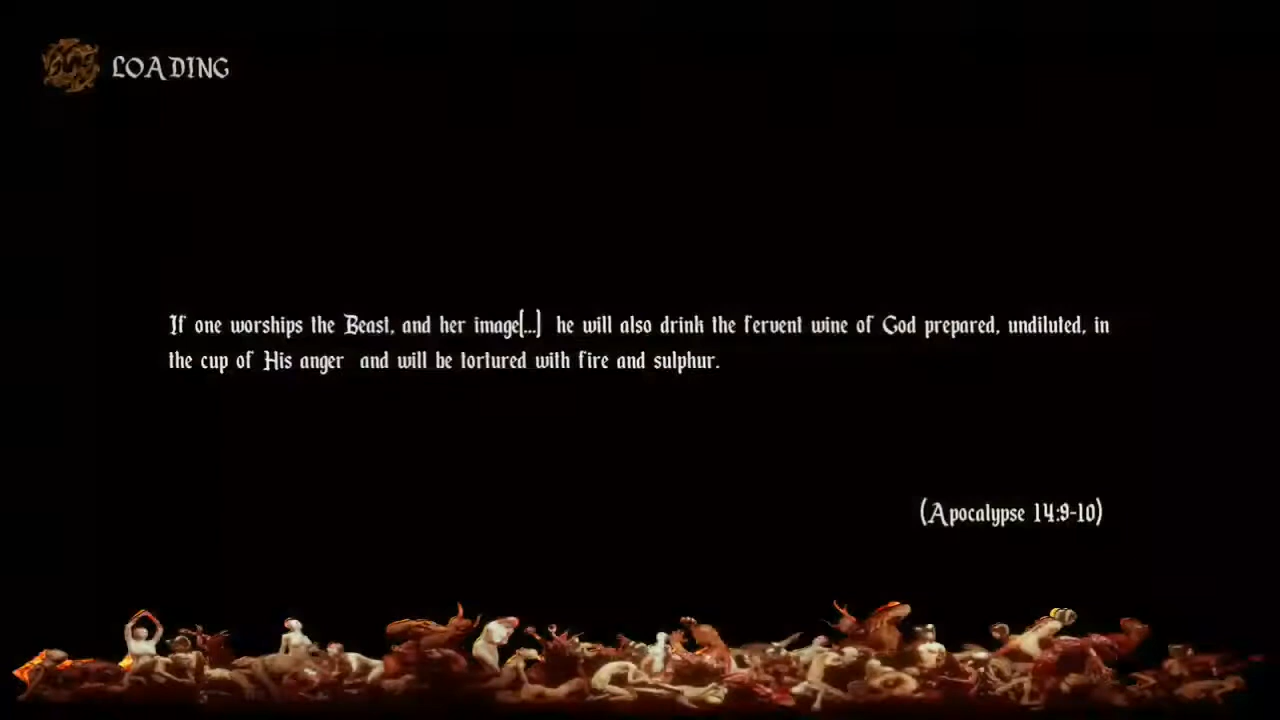 LOADING
If one worships the Beast, and her image[...] he will also drink the fervent wine of God prepared, undiluted, in
the cup of His anger and will be tortured with fire and sulphur.
(Apocalypse 14:9-10)